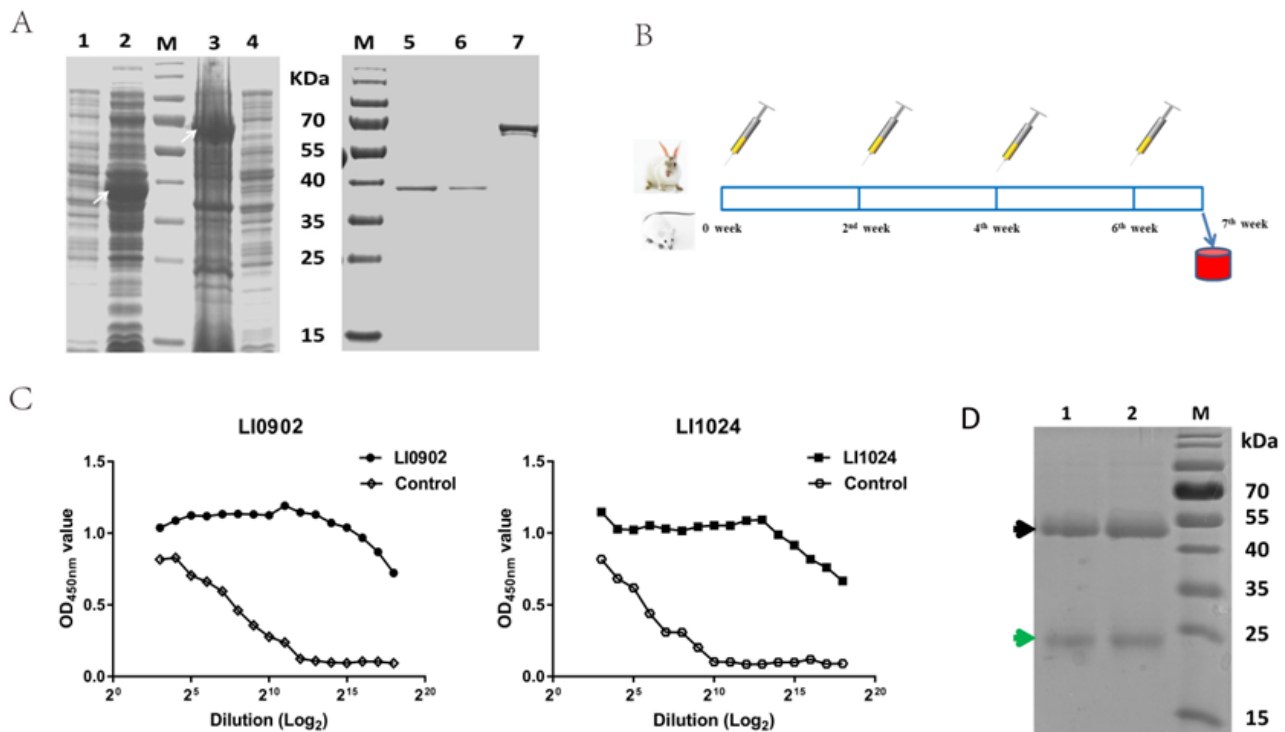 A
1 2 M 3 4
KDa
70
55
40
35
25
15
M 5 6 7
B
0 week
2nd week
4th week
6th week
7th week
C
LI0902
1.5
1.0
0.5
0.0
OD450nm value
2^0 2^5 2^10 2^15 2^20
Dilution (Log2)
LI0902
Control
LI1024
1.5
1.0
0.5
0.0
OD450nm value
2^0 2^5 2^10 2^15 2^20
Dilution (Log2)
LI1024
Control
D
1 2 M
kDa
70
55
40
35
25
15